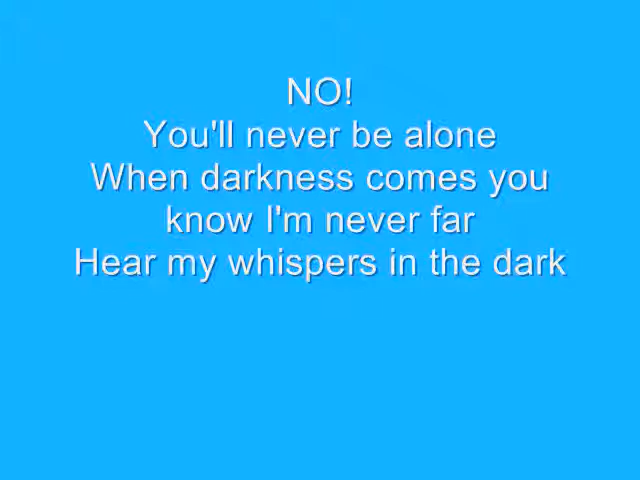 NO!
You'll never be alone
When darkness comes you
know I'm never far
Hear my whispers in the dark